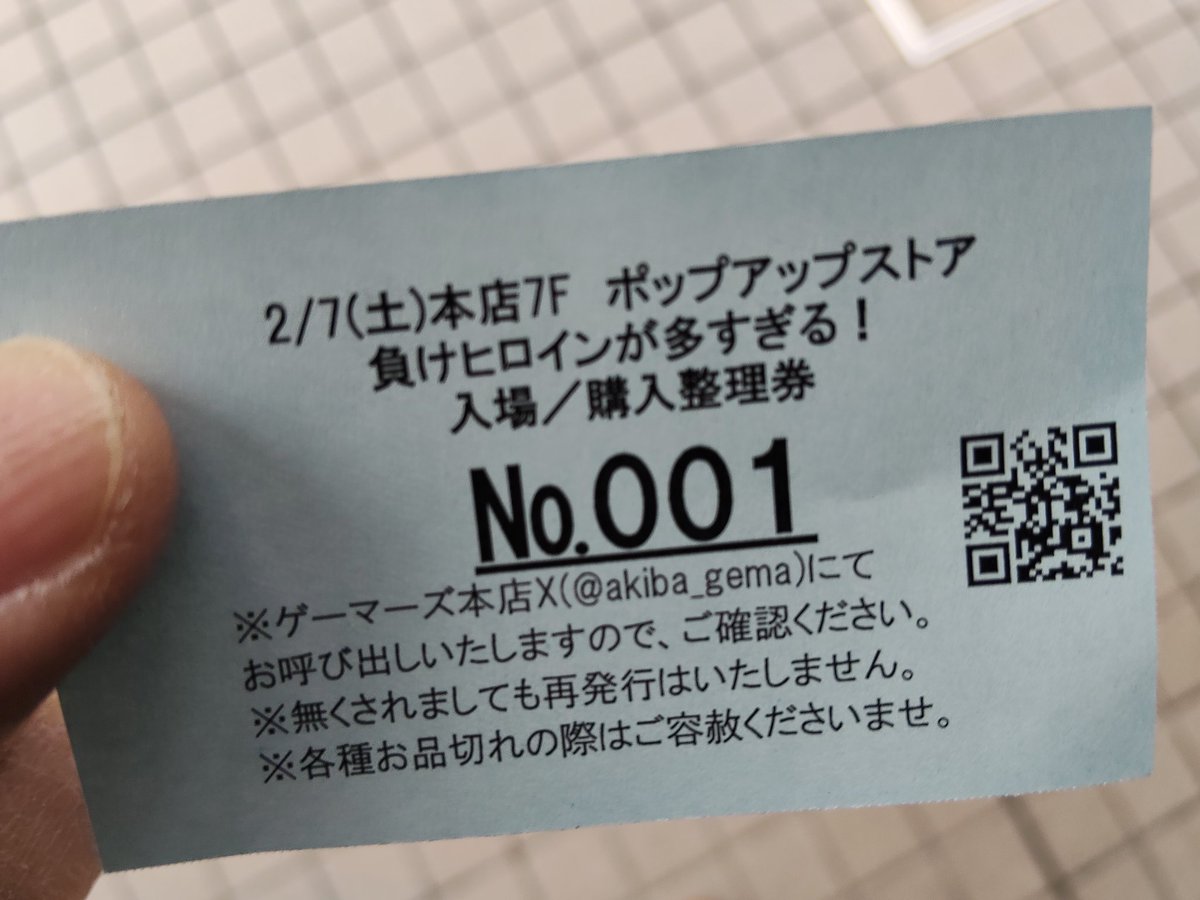 2/7(土)本店7F　ポップアップストア
負けヒロインが多すぎる！
入場／購入整理券
No.001
※ゲーマーズ本店X(@akiba_gema)にて
お呼び出しいたしますので、ご確認ください。
※無くされましても再発行はいたしません。
※各種お品切れの際はご容赦くださいませ。